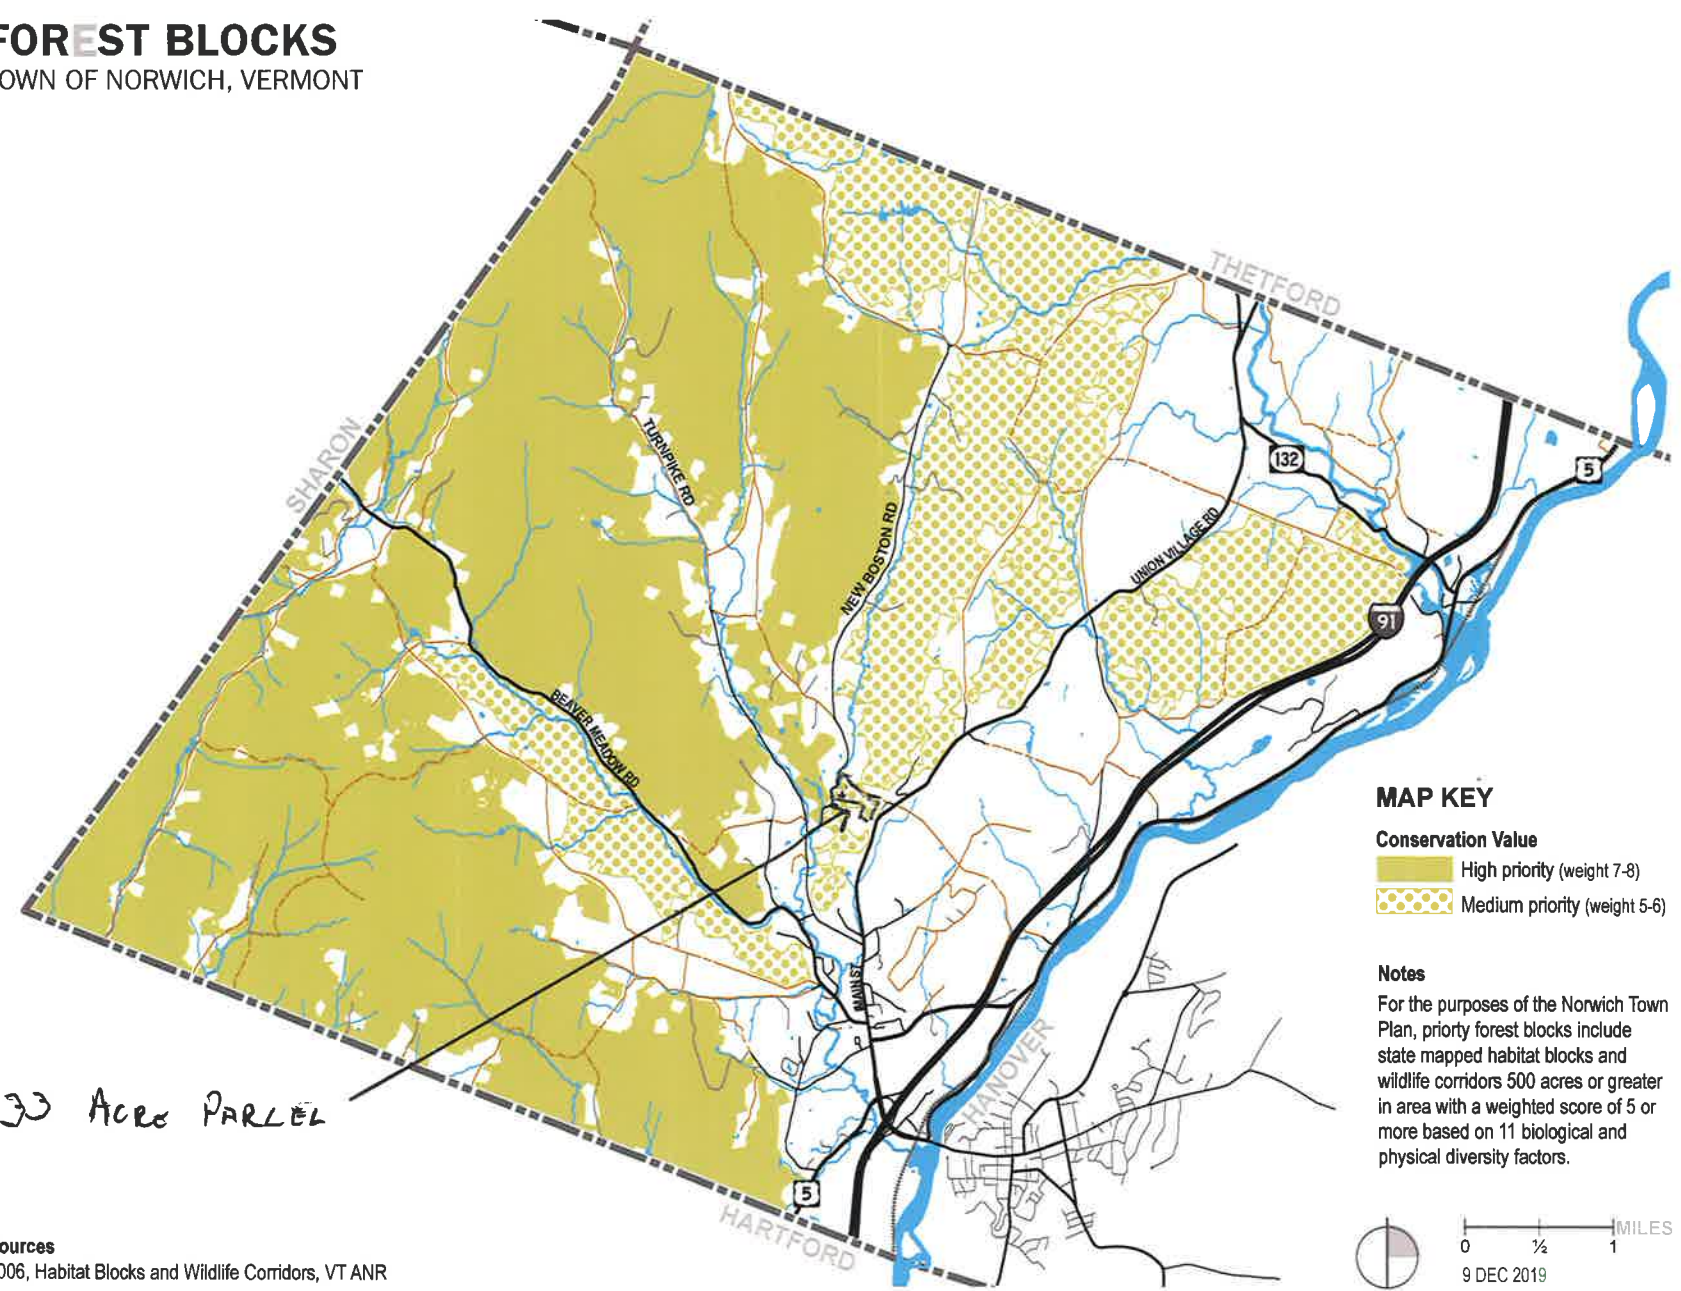 FOREST BLOCKS
OWN OF NORWICH, VERMONT
THETFORD
SHARON
TURNPIKE RD
132
5
NEW BOSTON RD
UNION VILLAGE RD
91
BEAVER MEADOW RD
MAIN ST
HANOVER
5
HARTFORD
33 ACRE PARCEL
MAP KEY
Conservation Value
High priority (weight 7-8)
Medium priority (weight 5-6)
Notes
For the purposes of the Norwich Town
Plan, priorty forest blocks include
state mapped habitat blocks and
wildlife corridors 500 acres or greater
in area with a weighted score of 5 or
more based on 11 biological and
physical diversity factors.
MILES
0 ½ 1
9 DEC 2019
ources
006, Habitat Blocks and Wildlife Corridors, VT ANR